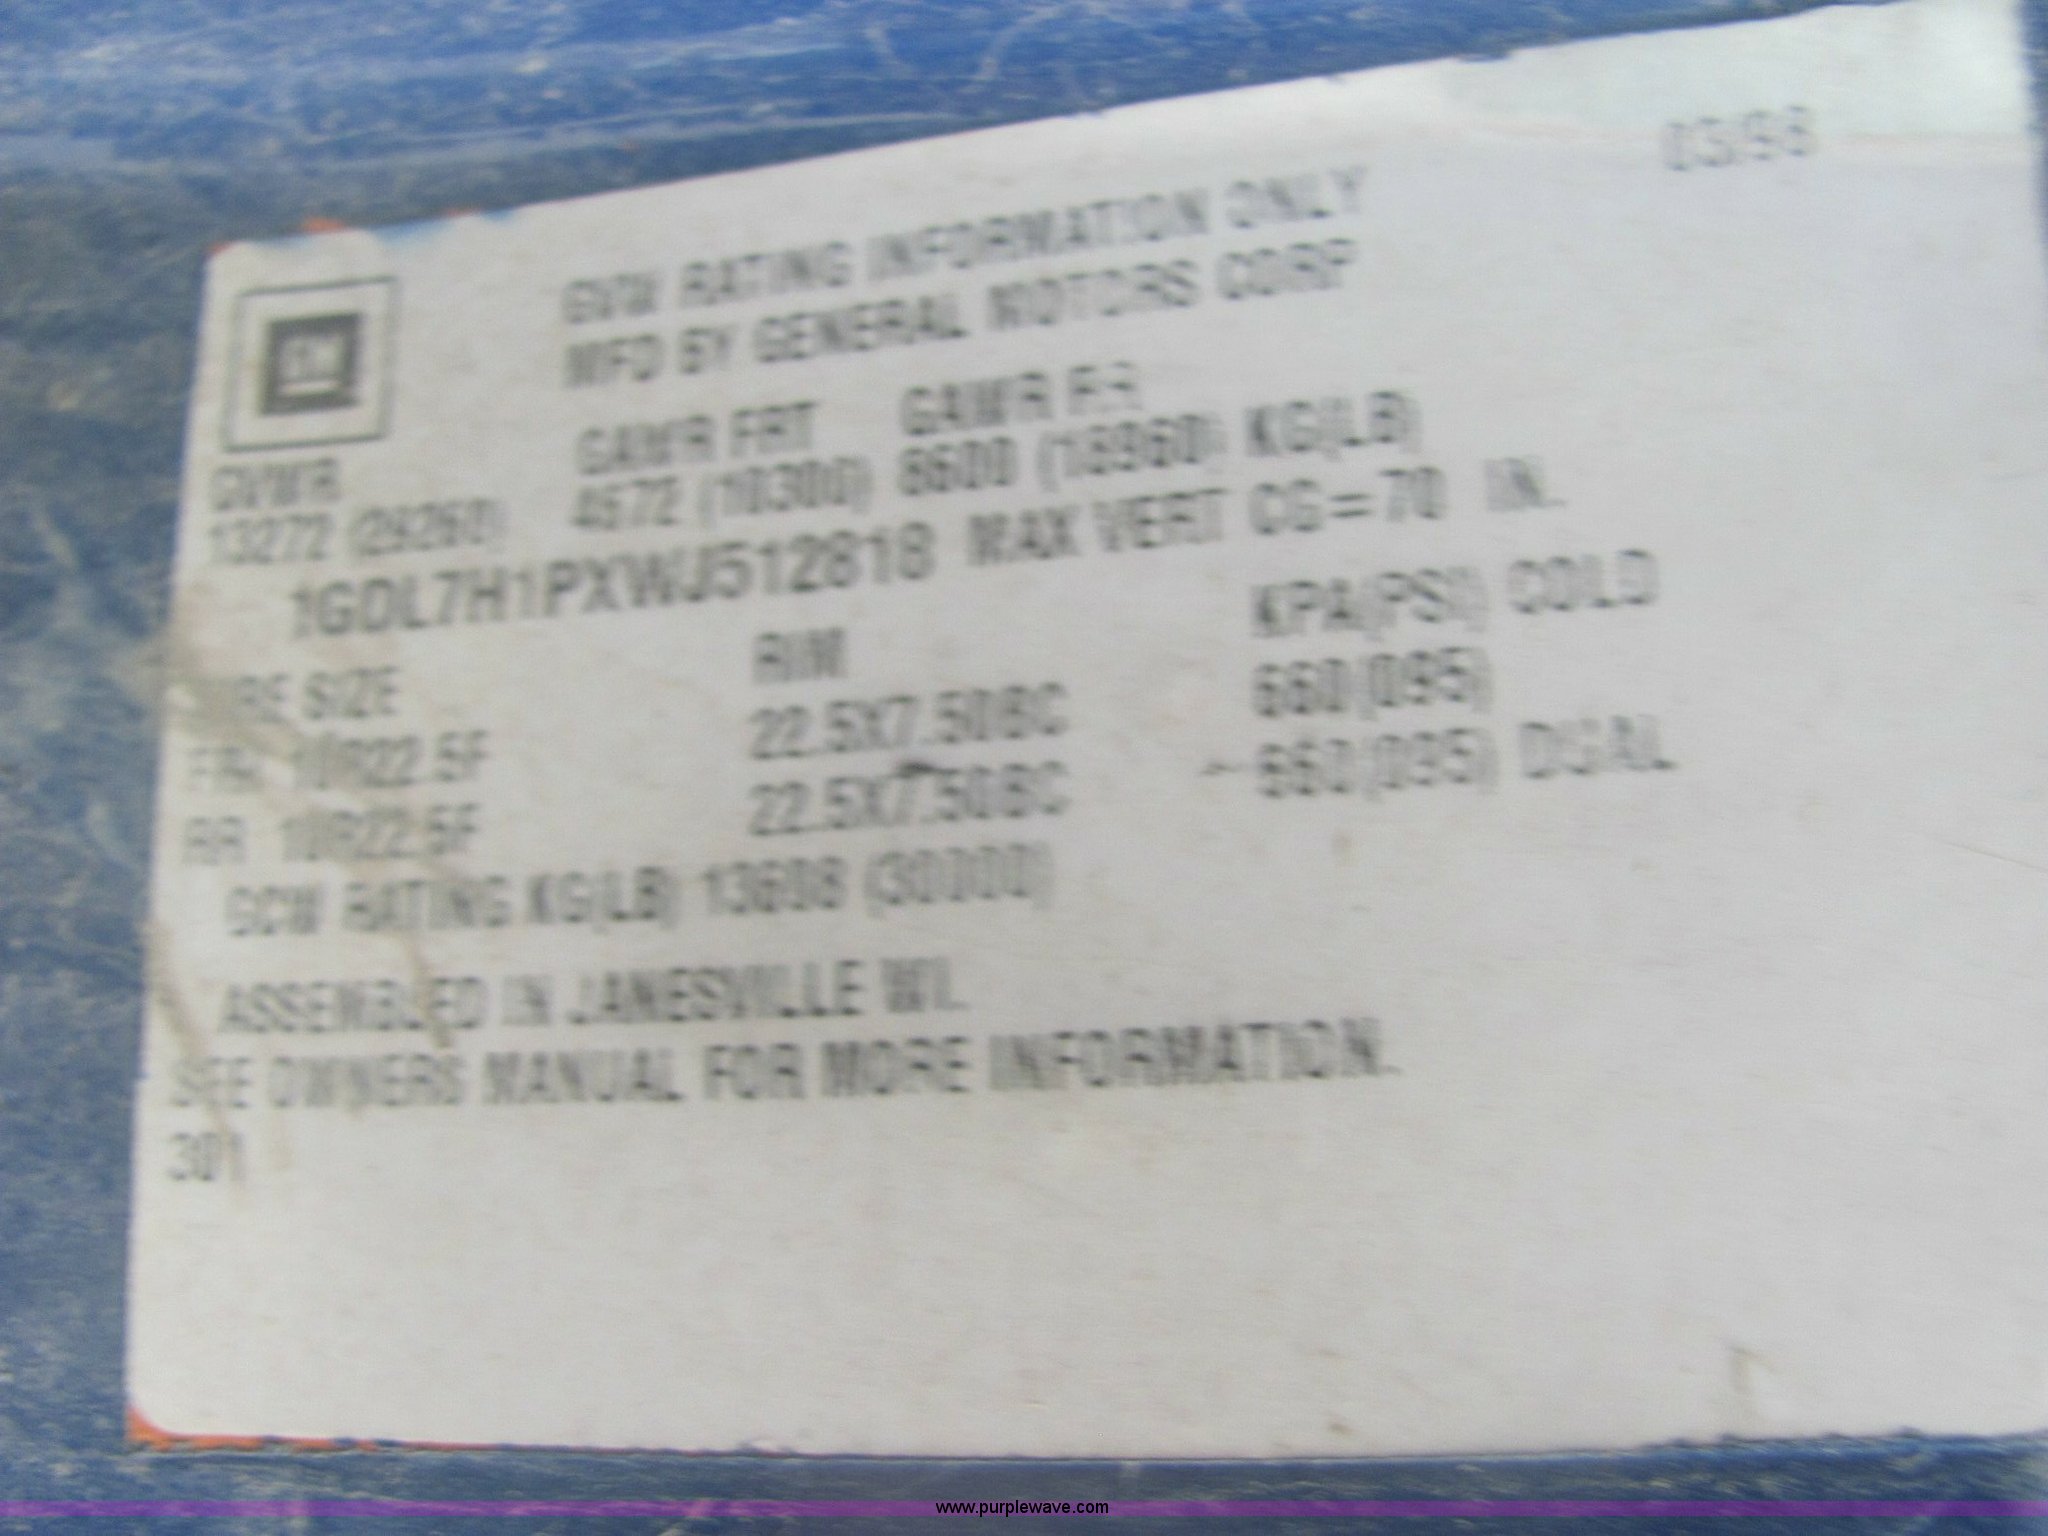 03/98
GVW RATING INFORMATION ONLY
MFD BY GENERAL MOTORS CORP
GM
GVWR GAWR FRT GAWR RR
13272 (29260) 4672 (10300) 8600 (18960) KG(LB)
1GDL7H1PXWJ512818 MAX VERT CG=70 IN.
SIZE RIM KPA(PSI) COLD
FRT 10R22.5F 22.5X7.50BC 660(095)
RR 10R22.5F 22.5X7.50BC 660(095) DUAL
GCW RATING KG(LB) 13608 (30000)
ASSEMBLED IN JANESVILLE WI.
SEE OWNERS MANUAL FOR MORE INFORMATION.
301
www.purplewave.com